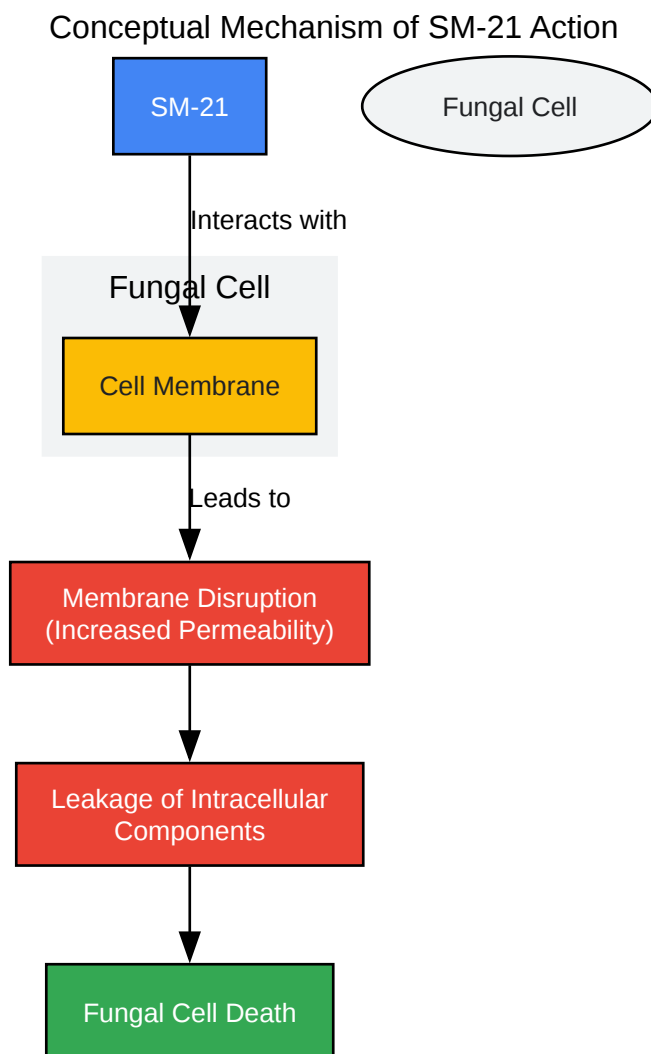 Conceptual Mechanism of SM-21 Action
SM-21
Fungal Cell
Interacts with
Fungal Cell
Cell Membrane
Leads to
Membrane Disruption
(Increased Permeability)
Leakage of Intracellular
Components
Fungal Cell Death